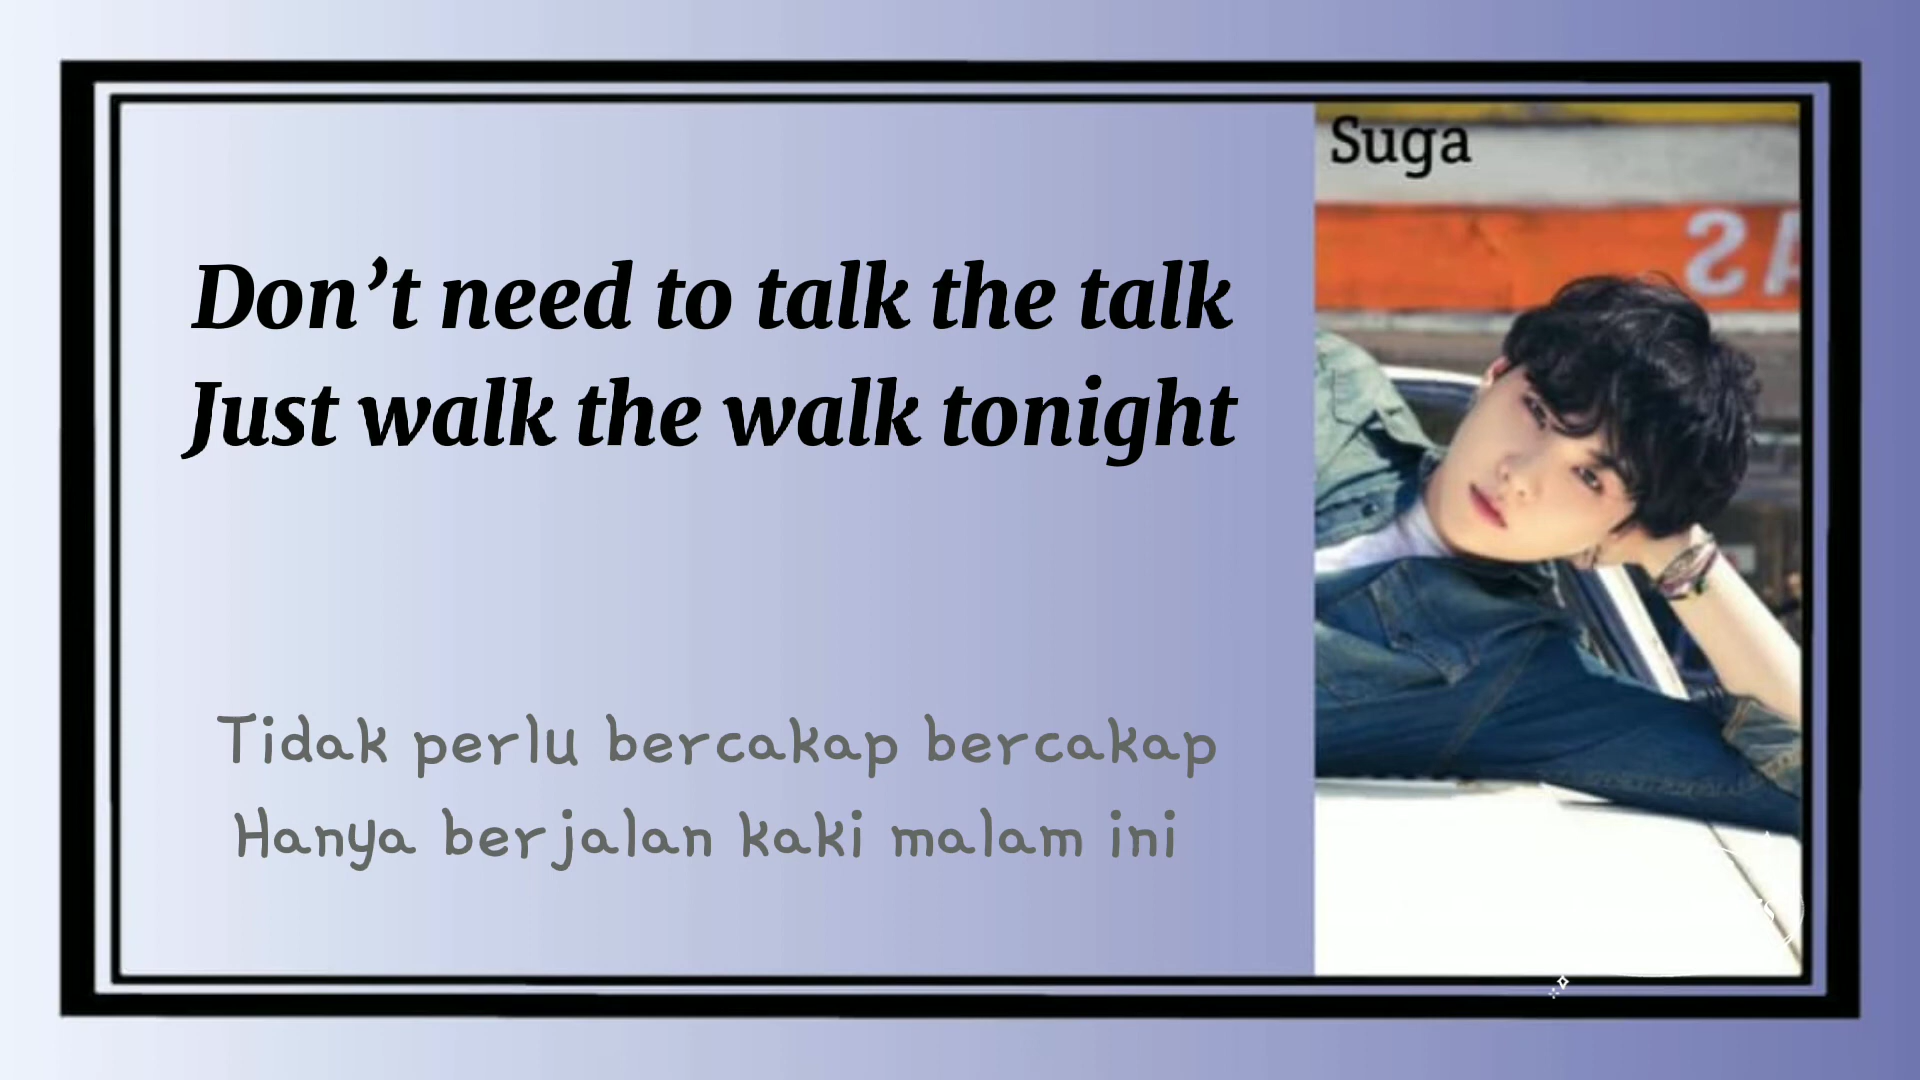 Suga
Don’t need to talk the talk
Just walk the walk tonight
Tidak perlu bercakap bercakap
Hanya berjalan kaki malam ini